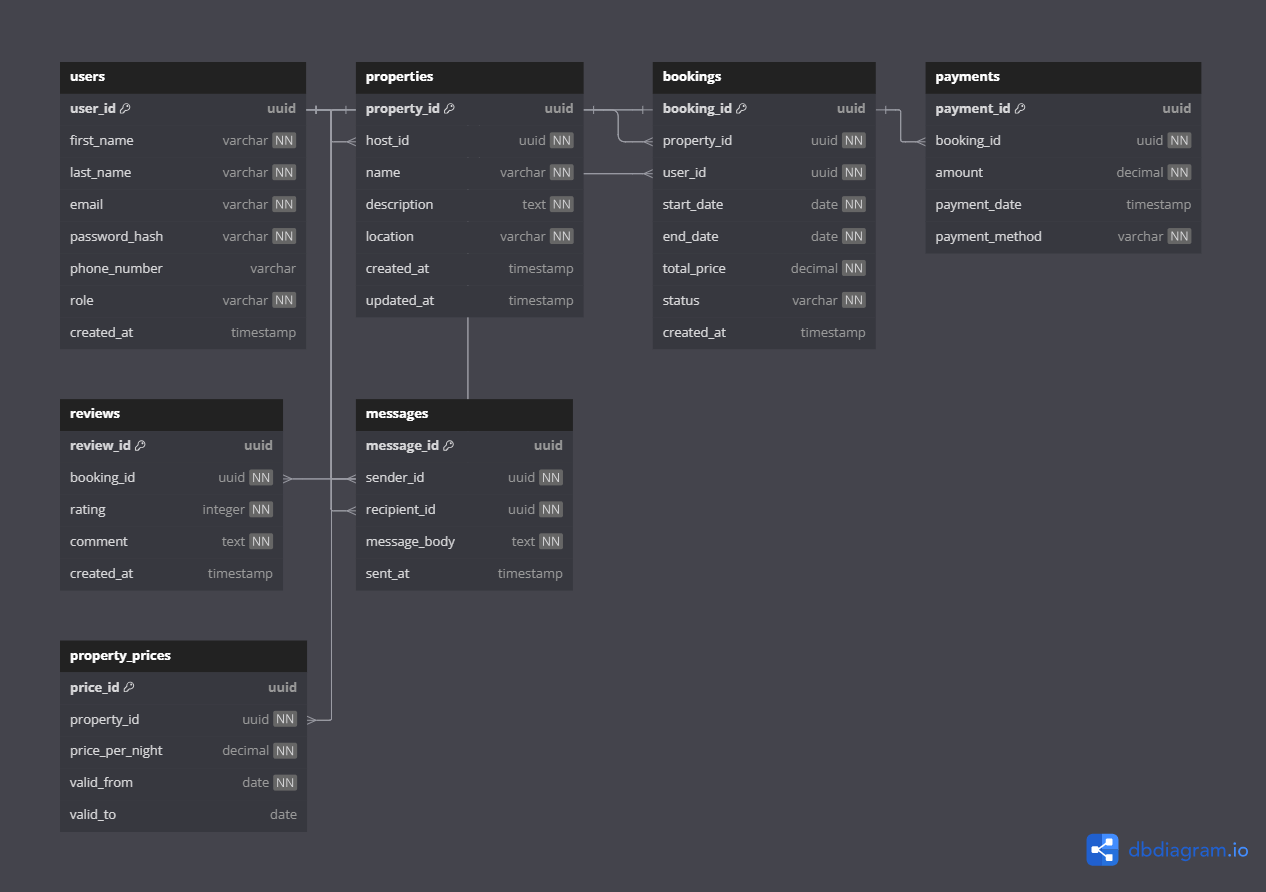 users
user_id uuid
first_name varchar NN
last_name varchar NN
email varchar NN
password_hash varchar NN
phone_number varchar
role varchar NN
created_at timestamp
properties
property_id uuid
host_id uuid NN
name varchar NN
description text NN
location varchar NN
created_at timestamp
updated_at timestamp
bookings
booking_id uuid
property_id uuid NN
user_id uuid NN
start_date date NN
end_date date NN
total_price decimal NN
status varchar NN
created_at timestamp
payments
payment_id uuid
booking_id uuid NN
amount decimal NN
payment_date timestamp
payment_method varchar NN
reviews
review_id uuid
booking_id uuid NN
rating integer NN
comment text NN
created_at timestamp
messages
message_id uuid
sender_id uuid NN
recipient_id uuid NN
message_body text NN
sent_at timestamp
property_prices
price_id uuid
property_id uuid NN
price_per_night decimal NN
valid_from date NN
valid_to date
dbdiagram.io